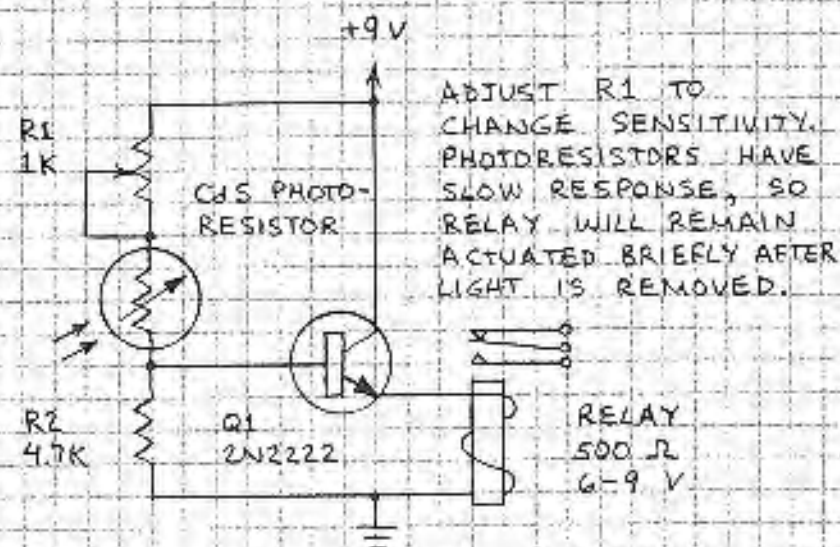 +9 V
ADJUST R1 TO
CHANGE SENSITIVITY.
PHOTORESISTORS HAVE
SLOW RESPONSE, SO
RELAY WILL REMAIN
ACTUATED BRIEFLY AFTER
LIGHT IS REMOVED.
R1
1K
CdS PHOTO-
RESISTOR
R2
4.7K
Q1
2N2222
RELAY
500 Ω
6-9 V